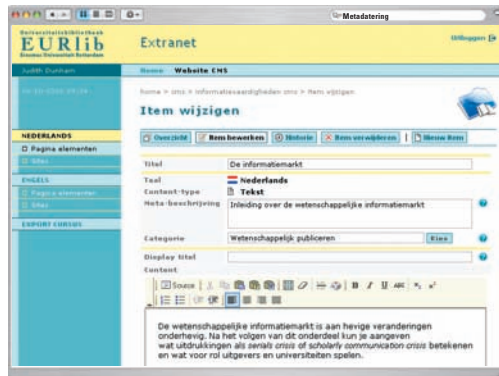 Metadatering
Universiteitsbibliotheek
EURlib
Erasmus Universiteit Rotterdam
Extranet
Uitloggen
Judith Dunham
Home Website CMS
home > cms > informatievaardigheden cms > item wijzigen
Item wijzigen
Overzicht Item bewerken Historie Item verwijderen | Nieuw item
NEDERLANDS
Pagina elementen
Sites
ENGELS
Pagina elementen
Sites
EXPORT CURSUS
Titel De informatiemarkt
Taal Nederlands
Content-type Tekst
Meta-beschrijving Inleiding over de wetenschappelijke informatiemarkt
Categorie Wetenschappelijk publiceren Kies
Display titel
Content
Source B I U ABC x₂ x²
De wetenschappelijke informatiemarkt is aan hevige veranderingen
onderhevig. Na het volgen van dit onderdeel kun je aangeven
wat uitdrukkingen als serials crisis of scholarly communication crisis betekenen
en wat voor rol uitgevers en universiteiten spelen.